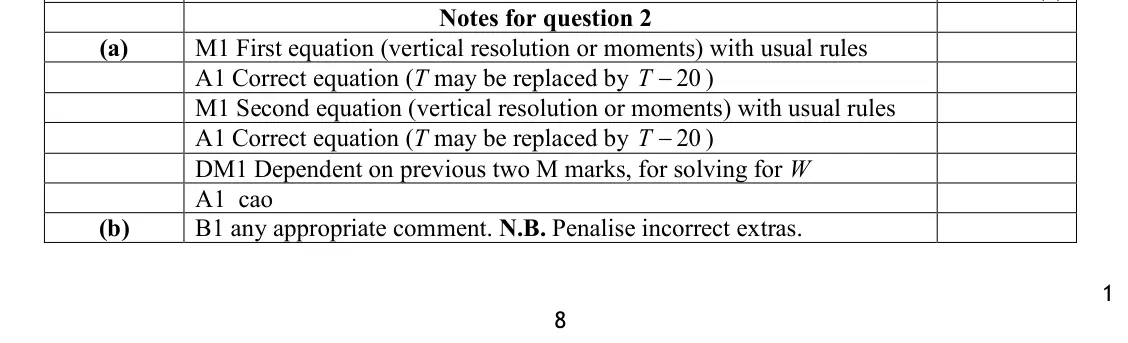 Notes for question 2
(a) M1 First equation (vertical resolution or moments) with usual rules
A1 Correct equation (T may be replaced by T – 20 )
M1 Second equation (vertical resolution or moments) with usual rules
A1 Correct equation (T may be replaced by T – 20 )
DM1 Dependent on previous two M marks, for solving for W
A1 cao
(b) B1 any appropriate comment. N.B. Penalise incorrect extras.
1
8